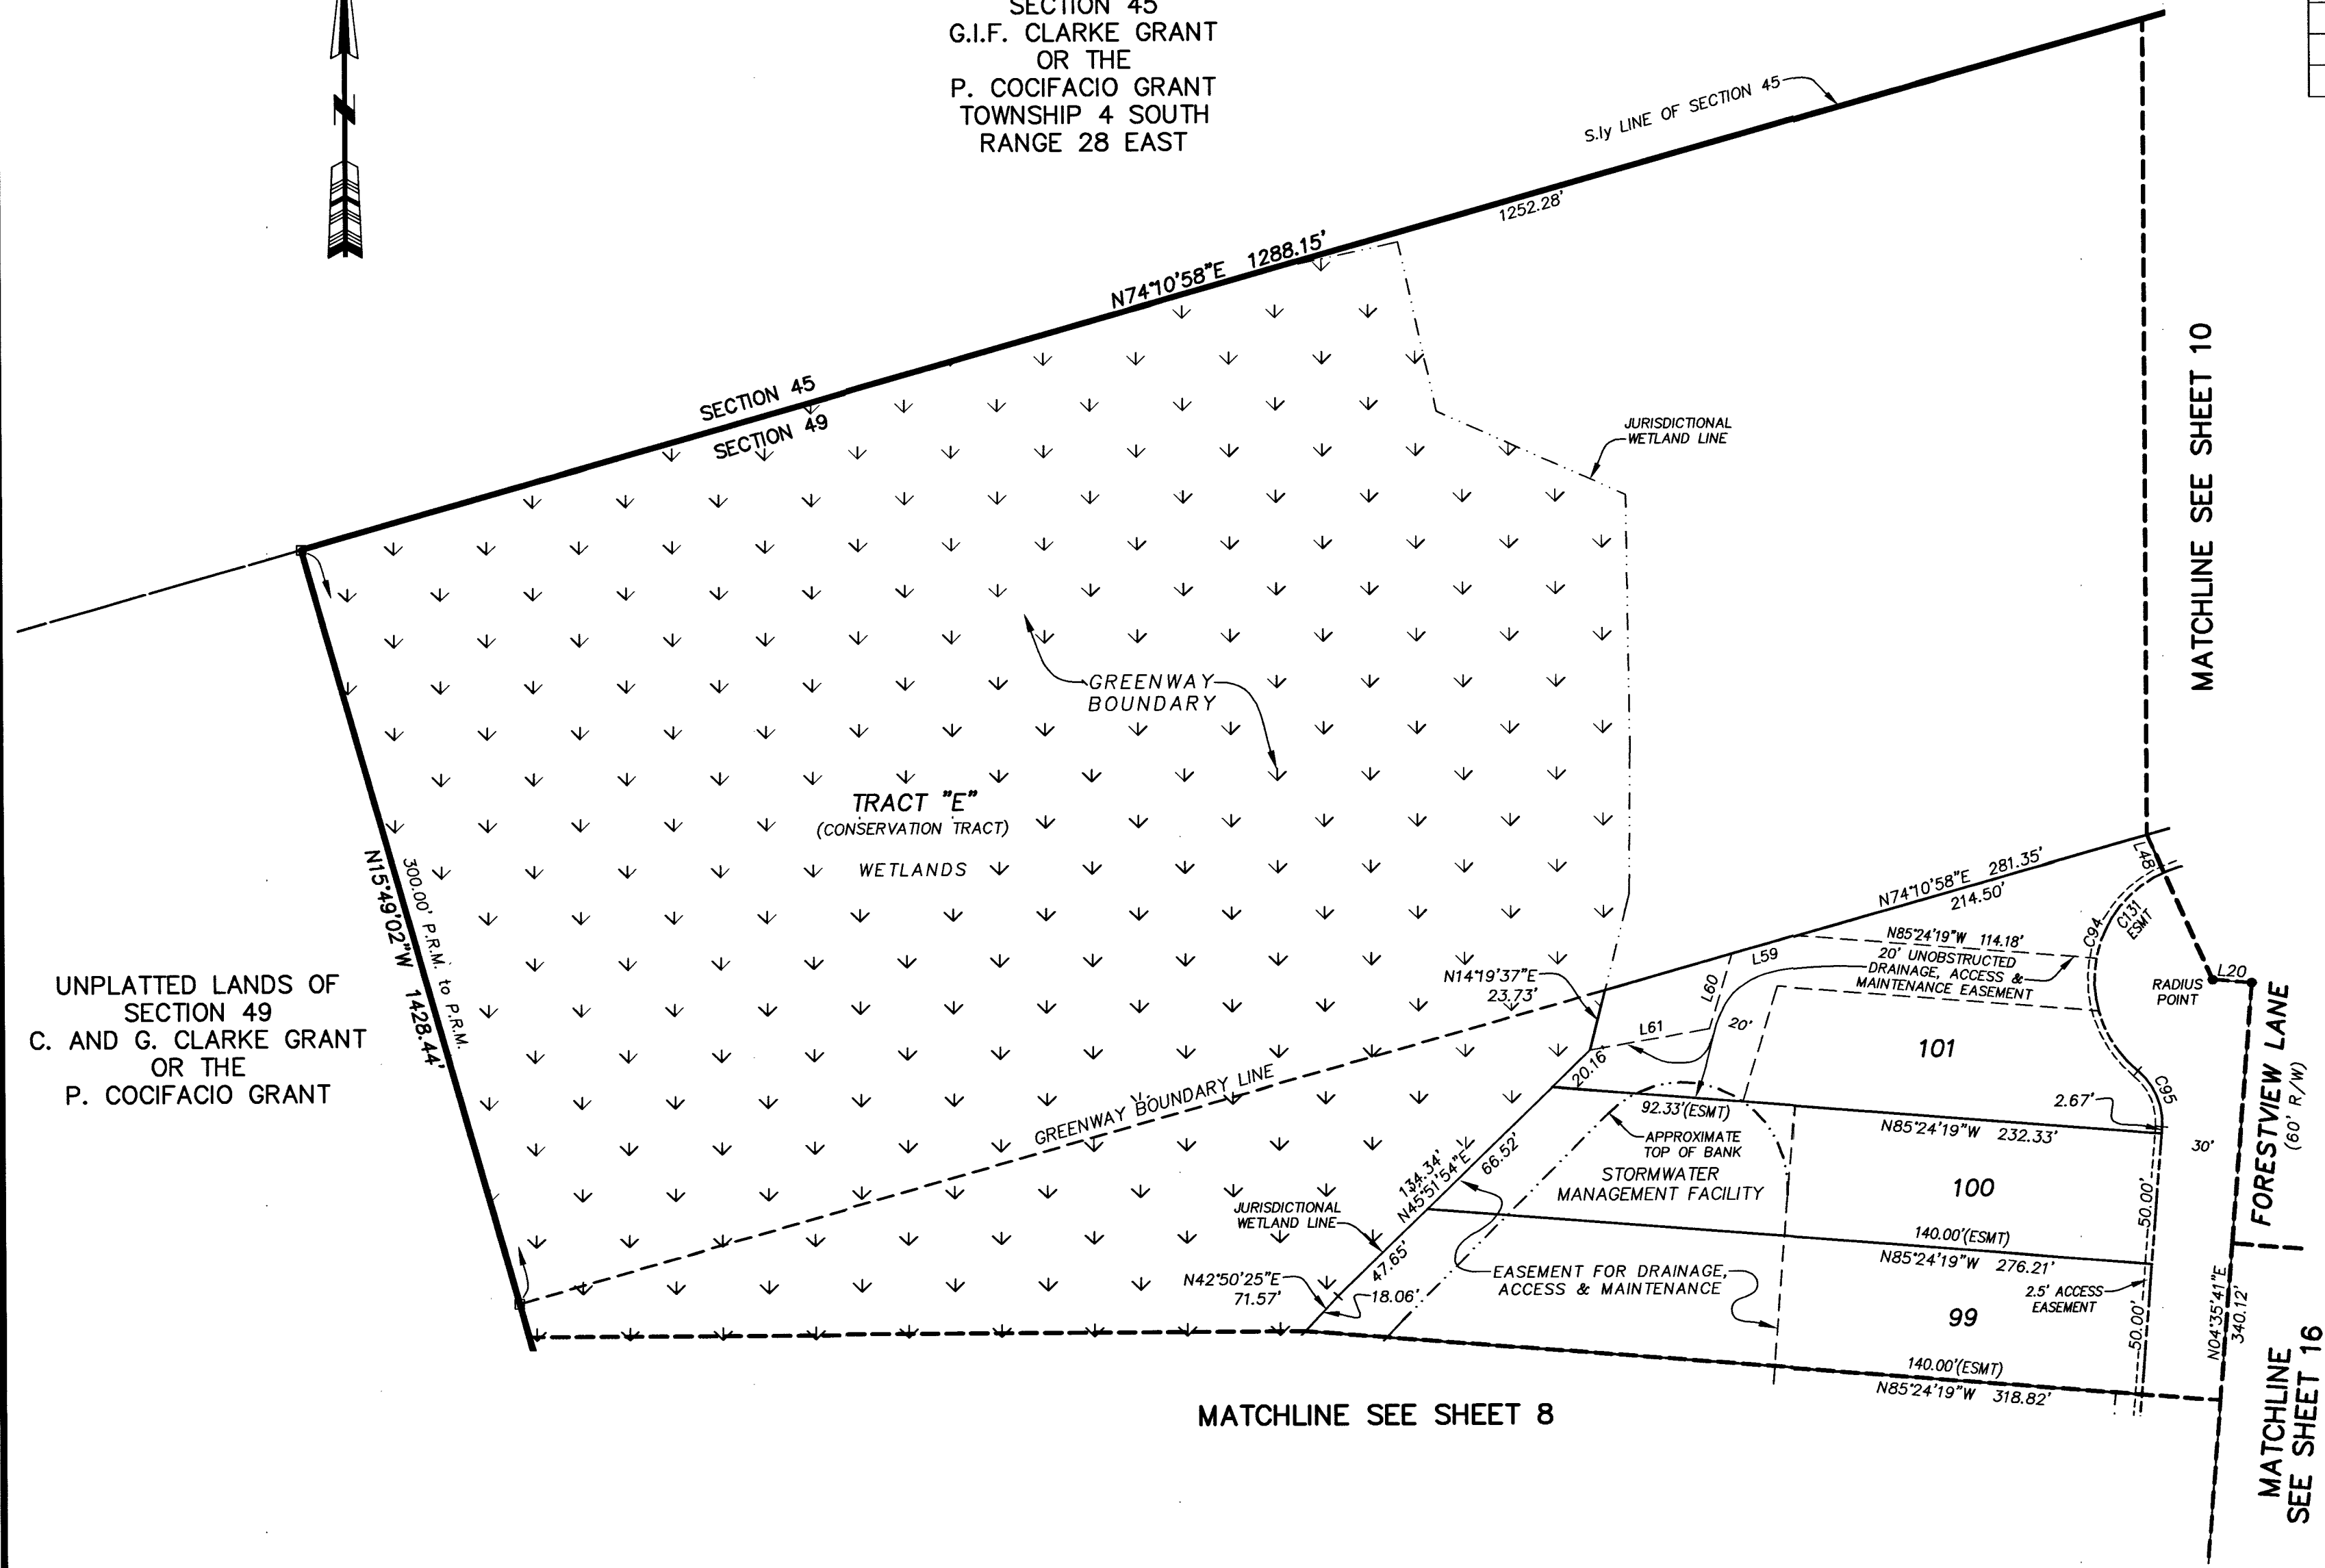 SECTION 45
G.I.F. CLARKE GRANT
OR THE
P. COCIFACIO GRANT
TOWNSHIP 4 SOUTH
RANGE 28 EAST
N
S.ly LINE OF SECTION 45
1252.28'
N74°10'58"E 1288.15'
SECTION 45
SECTION 49
JURISDICTIONAL
WETLAND LINE
MATCHLINE SEE SHEET 10
GREENWAY
BOUNDARY
TRACT "E"
(CONSERVATION TRACT)
WETLANDS
N15°49'02"W 1428.44'
300.00' P.R.M. to P.R.M.
UNPLATTED LANDS OF
SECTION 49
C. AND G. CLARKE GRANT
OR THE
P. COCIFACIO GRANT
GREENWAY BOUNDARY LINE
N74°10'58"E 281.35'
214.50'
L48
C94
C131
ESMT
N85°24'19"W 114.18'
20' UNOBSTRUCTED
DRAINAGE, ACCESS &
MAINTENANCE EASEMENT
L59
L60
L61
20'
N14°19'37"E
23.73'
RADIUS
POINT
L20
FORESTVIEW LANE
(60' R/W)
101
C95
20.16'
92.33'(ESMT)
2.67'
N85°24'19"W 232.33'
APPROXIMATE
TOP OF BANK
STORMWATER
MANAGEMENT FACILITY
30'
100
50.00'
134.34'
N45°51'54"E
66.52'
JURISDICTIONAL
WETLAND LINE
47.65'
N42°50'25"E
71.57'
18.06'
140.00'(ESMT)
N85°24'19"W 276.21'
EASEMENT FOR DRAINAGE,
ACCESS & MAINTENANCE
2.5' ACCESS
EASEMENT
99
50.00'
N04°35'41"E
340.12'
140.00'(ESMT)
N85°24'19"W 318.82'
MATCHLINE SEE SHEET 8
MATCHLINE
SEE SHEET 16